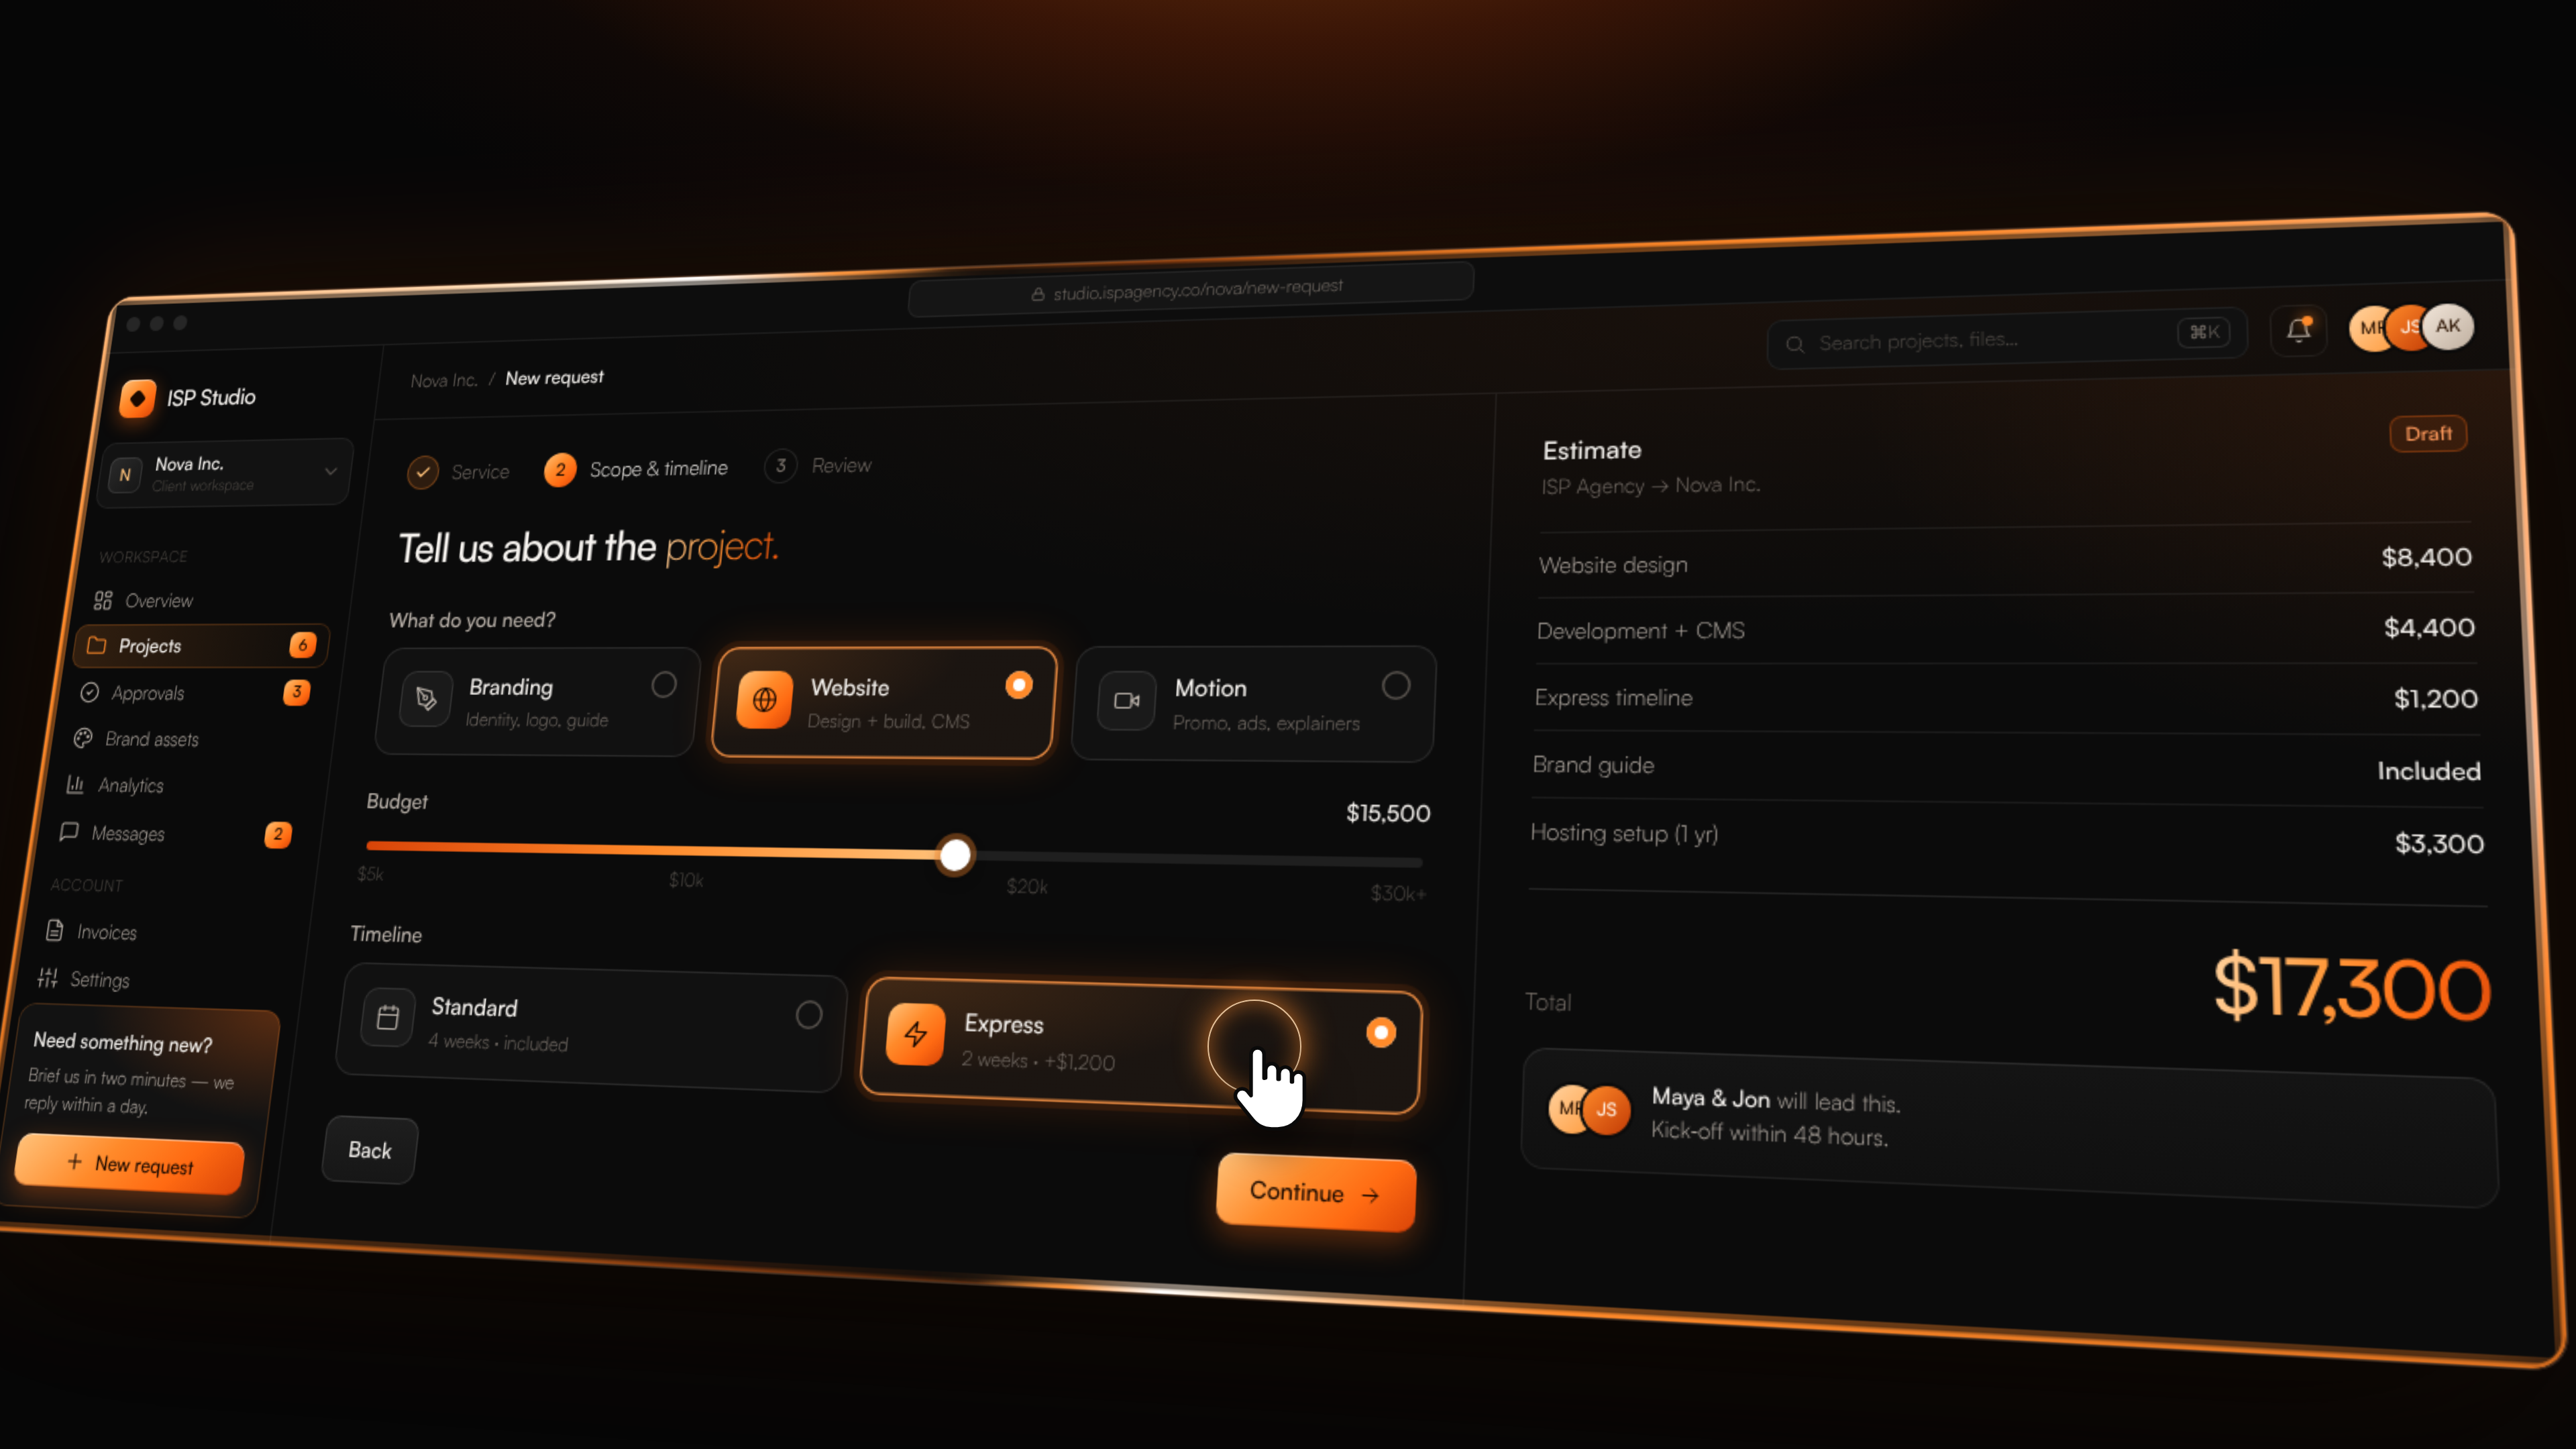 studio.ispagency.co/nova/new-request
ISP Studio
Nova Inc. / New request
Search projects, files...
⌘K
JS
AK
N
Nova Inc.
Client workspace
WORKSPACE
Overview
Projects
6
Approvals
3
Brand assets
Analytics
Messages
2
ACCOUNT
Invoices
Settings
Need something new?
Brief us in two minutes — we
reply within a day.
+ New request
Service
2 Scope & timeline
3 Review
Tell us about the project.
What do you need?
Branding
Identity, logo, guide
Website
Design + build, CMS
Motion
Promo, ads, explainers
Budget
$15,500
$5k
$10k
$20k
$30k+
Timeline
Standard
4 weeks • included
Express
2 weeks • +$1,200
Back
Continue →
Estimate
Draft
ISP Agency → Nova Inc.
Website design
$8,400
Development + CMS
$4,400
Express timeline
$1,200
Brand guide
Included
Hosting setup (1 yr)
$3,300
Total
$17,300
JS
Maya & Jon will lead this.
Kick-off within 48 hours.